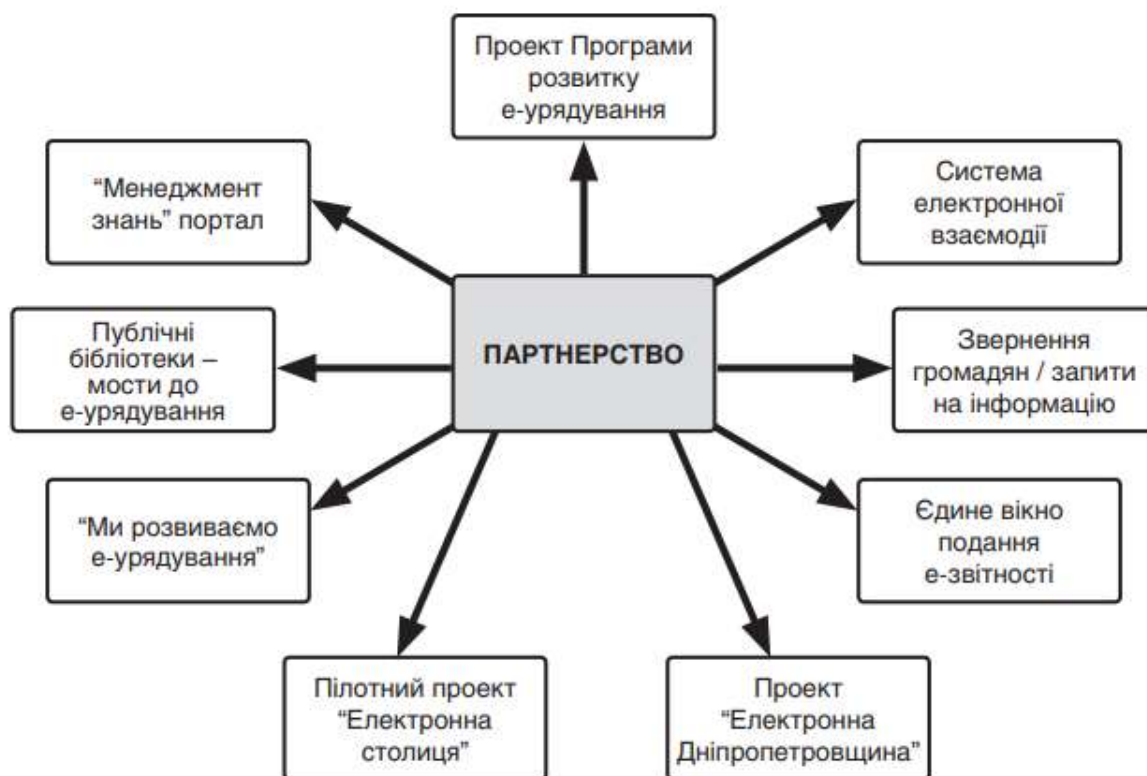 Проект Програми
розвитку
е-урядування
“Менеджмент
знань” портал
Система
електронної
взаємодії
Публічні
бібліотеки –
мости до
е-урядування
ПАРТНЕРСТВО
Звернення
громадян / запити
на інформацію
“Ми розвиваємо
е-урядування”
Єдине вікно
подання
е-звітності
Пілотний проект
“Електронна
столиця”
Проект
“Електронна
Дніпропетровщина”